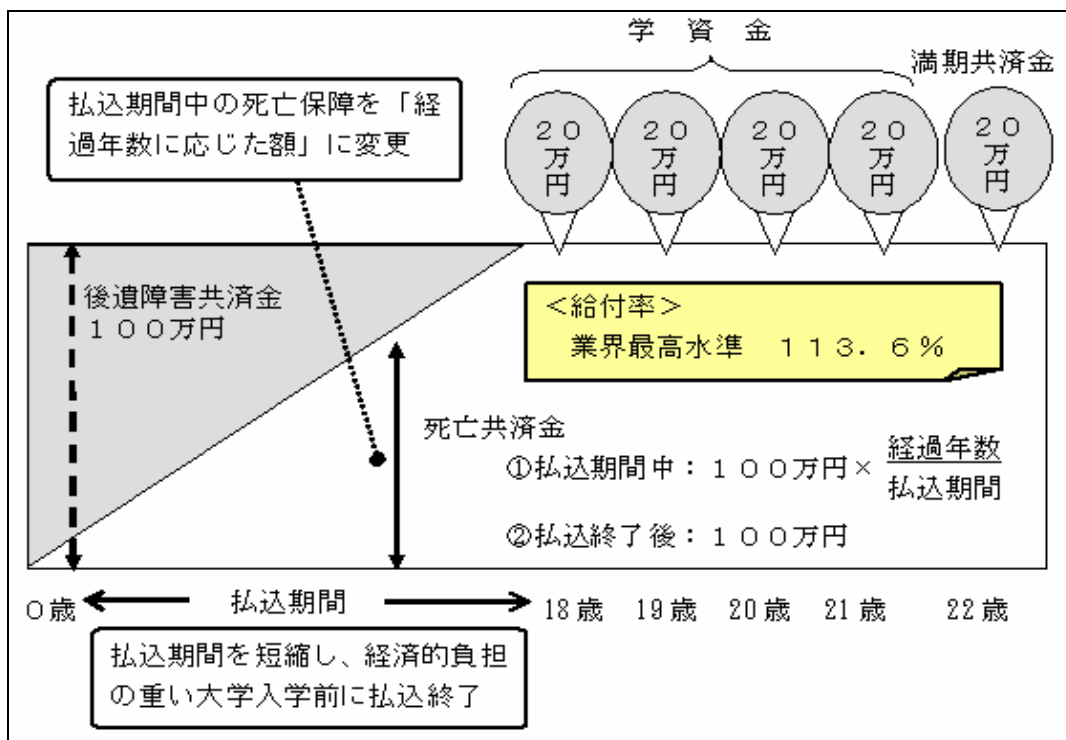 学 資 金
満期共済金
払込期間中の死亡保障を「経
過年数に応じた額」に変更
２０
万
円
２０
万
円
２０
万
円
２０
万
円
２０
万
円
後遺障害共済金
１００万円
＜給付率＞
業界最高水準 １１３．６％
死亡共済金
①払込期間中：１００万円×経過年数
払込期間
②払込終了後：１００万円
０歳
払込期間
18歳 19歳 20歳 21歳 22歳
払込期間を短縮し、経済的負担
の重い大学入学前に払込終了